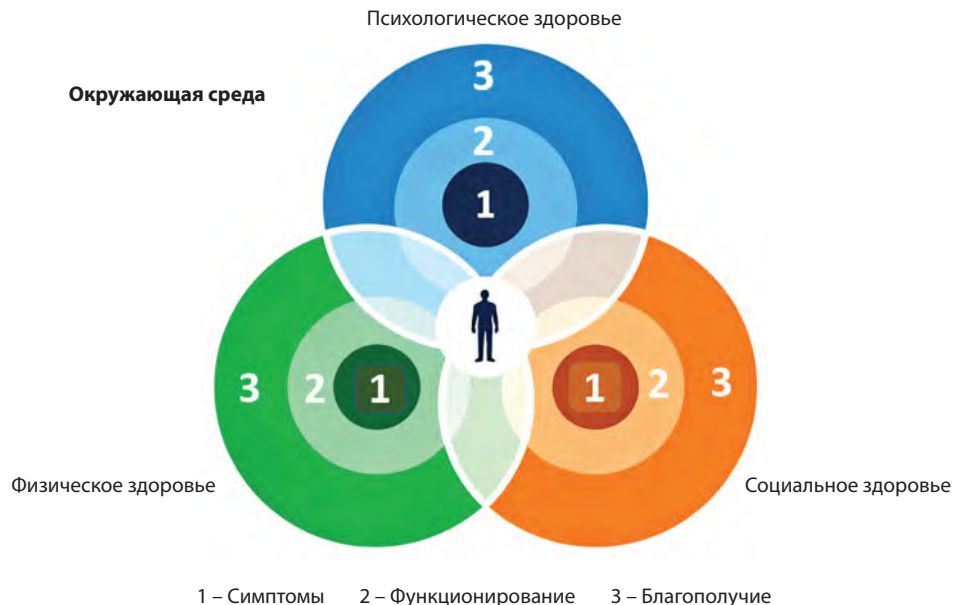 Психологическое здоровье
Окружающая среда
3
2
1
3 2 1
1 2 3
Физическое здоровье
Социальное здоровье
1 – Симптомы 2 – Функционирование 3 – Благополучие